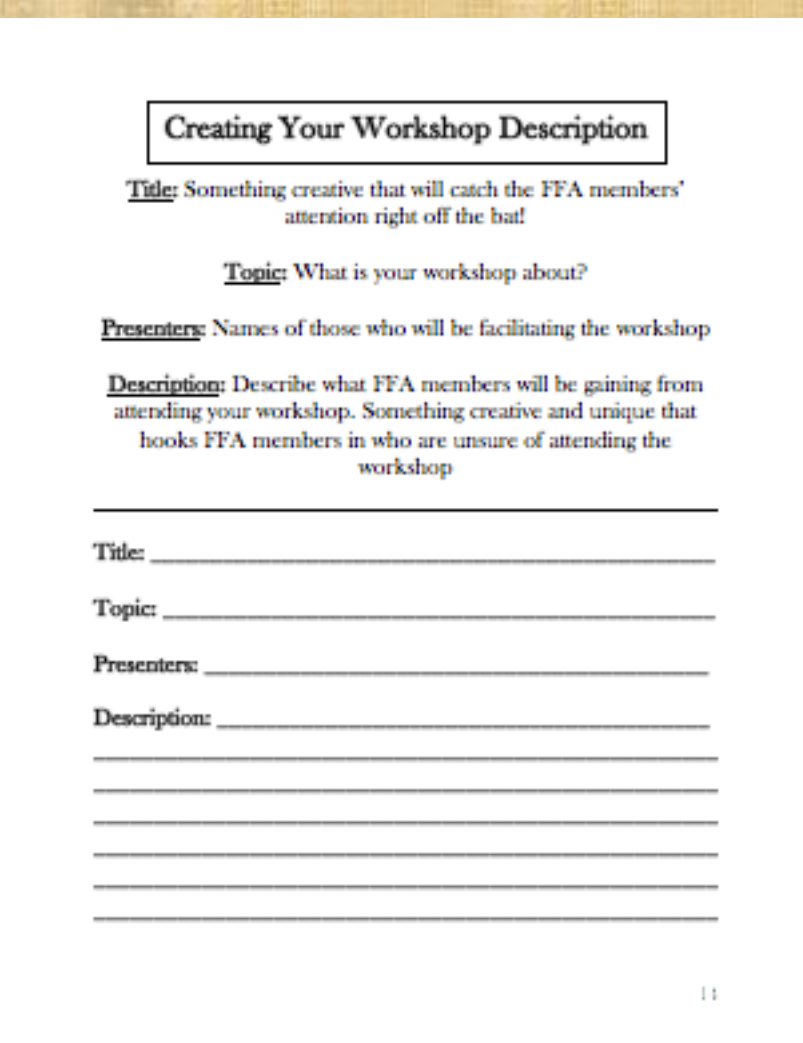 Creating Your Workshop Description
Title: Something creative that will catch the FFA members'
attention right off the bat!
Topic: What is your workshop about?
Presenters: Names of those who will be facilitating the workshop
Description: Describe what FFA members will be gaining from
attending your workshop. Something creative and unique that
hooks FFA members in who are unsure of attending the
workshop
Title:
Topic:
Presenters:
Description: